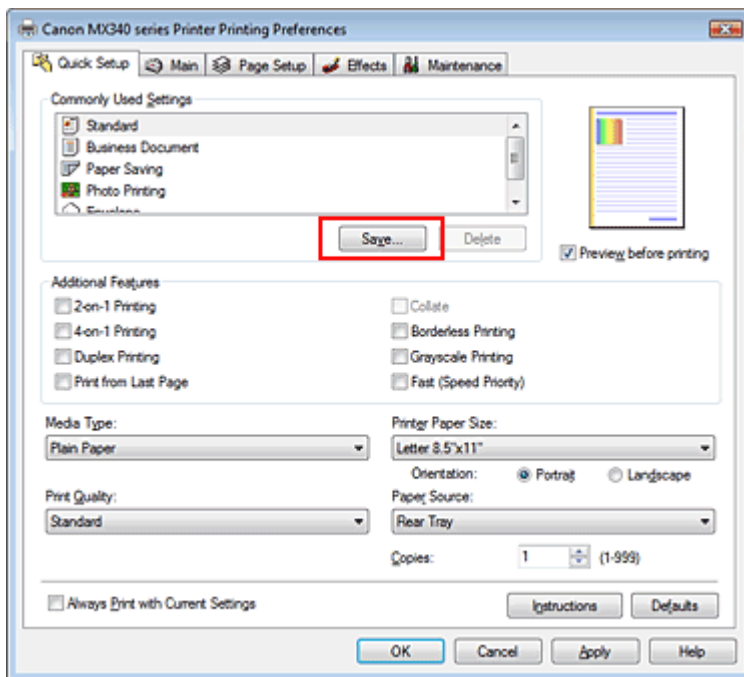 Canon MX340 series Printer Printing Preferences
Quick Setup Main Page Setup Effects Maintenance
Commonly Used Settings
Standard
Business Document
Paper Saving
Photo Printing
Envelope
Save... Delete
Preview before printing
Additional Features
2-on-1 Printing Collate
4-on-1 Printing Borderless Printing
Duplex Printing Grayscale Printing
Print from Last Page Fast (Speed Priority)
Media Type: Printer Paper Size:
Plain Paper Letter 8.5"x11"
Orientation: Portrait Landscape
Print Quality: Paper Source:
Standard Rear Tray
Copies: 1 (1-999)
Always Print with Current Settings Instructions Defaults
OK Cancel Apply Help